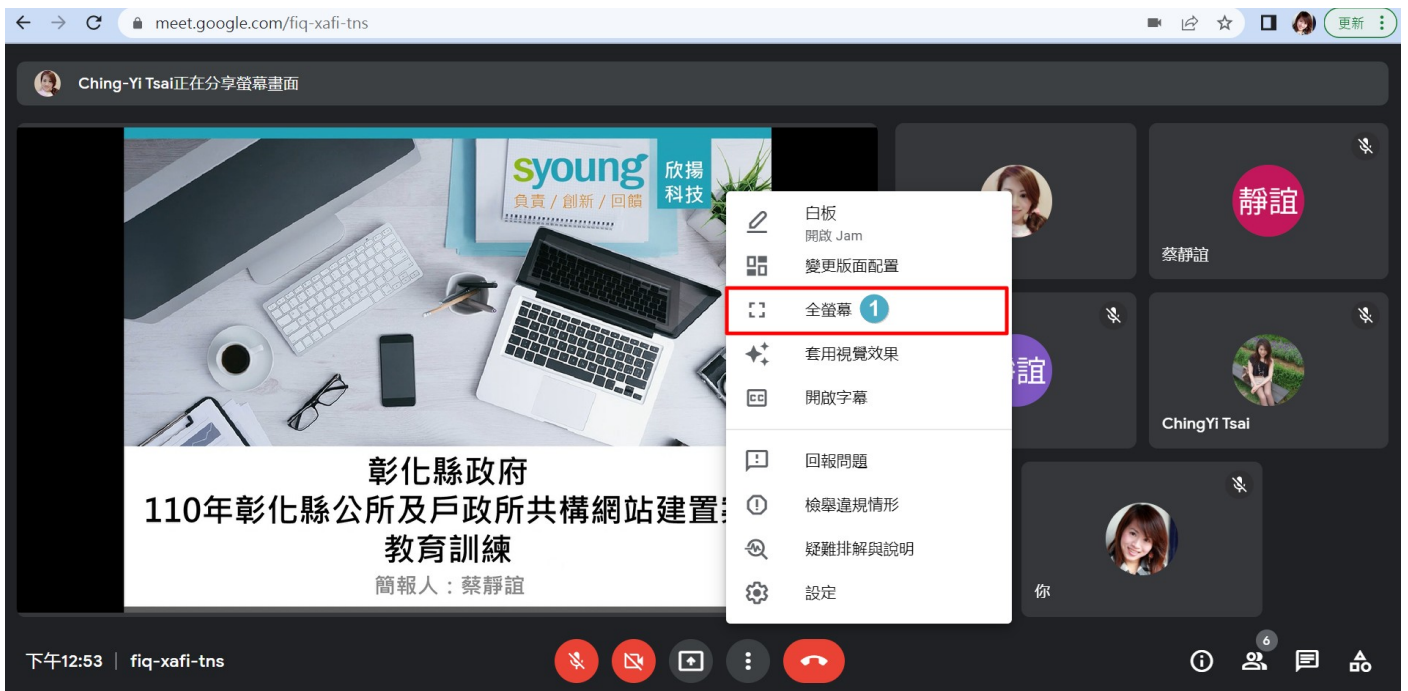 meet.google.com/fiq-xafi-tns
更新
Ching-Yi Tsai正在分享螢幕畫面
syoung 欣揚
科技
負責 / 創新 / 回饋
彰化縣政府
110年彰化縣公所及戶政所共構網站建置
教育訓練
簡報人：蔡靜誼
白板
開啟 Jam
變更版面配置
全螢幕 1
套用視覺效果
開啟字幕
回報問題
檢舉違規情形
疑難排解與說明
設定
靜誼
蔡靜誼
誼
ChingYi Tsai
你
下午12:53 | fiq-xafi-tns
6